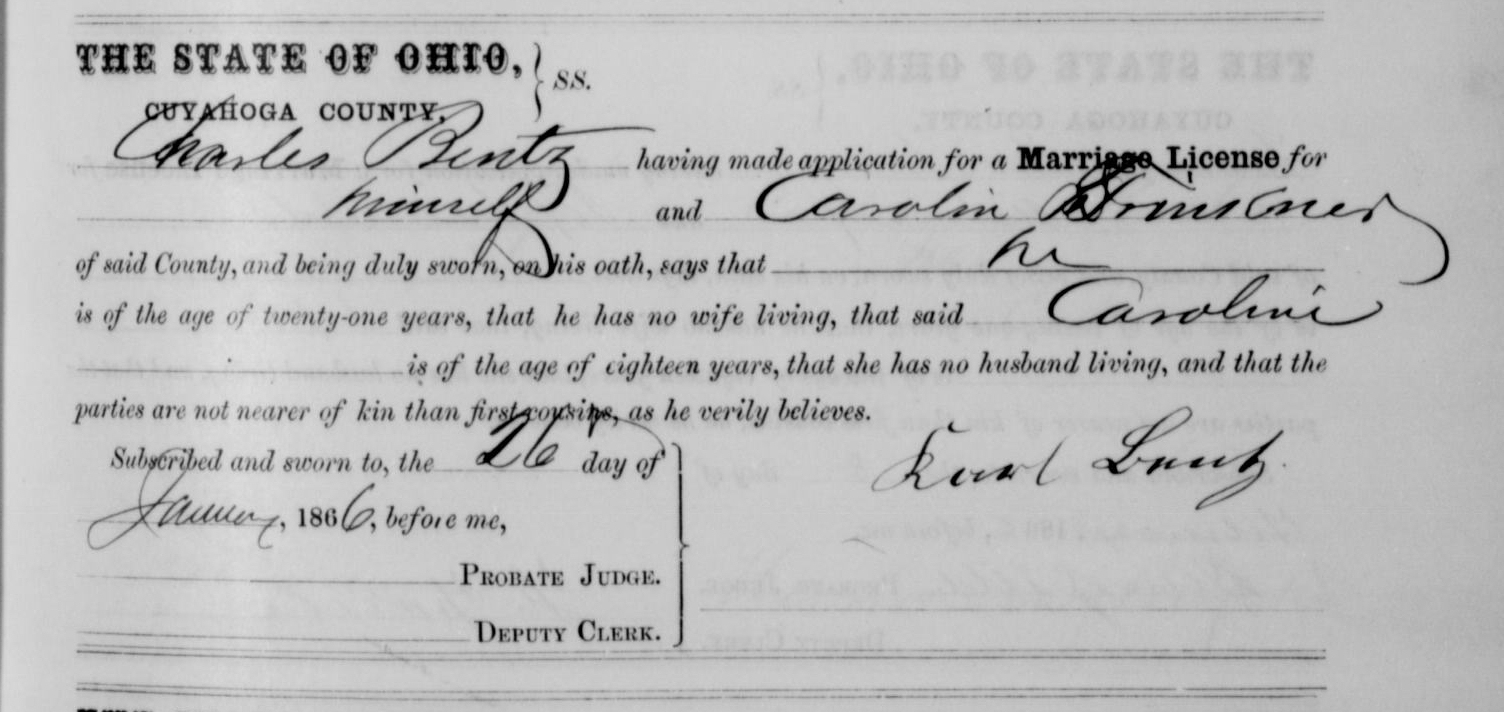 THE STATE OF OHIO, } ss.
CUYAHOGA COUNTY,
Charles Bentz having made application for a Marriage License for
himself and Carolin
of said County, and being duly sworn, on his oath, says that he
is of the age of twenty-one years, that he has no wife living, that said Caroline
is of the age of eighteen years, that she has no husband living, and that the
parties are not nearer of kin than first cousins, as he verily believes.
Subscribed and sworn to, the 26 day of
January, 1866, before me,
Karl Bentz
PROBATE JUDGE.
DEPUTY CLERK.